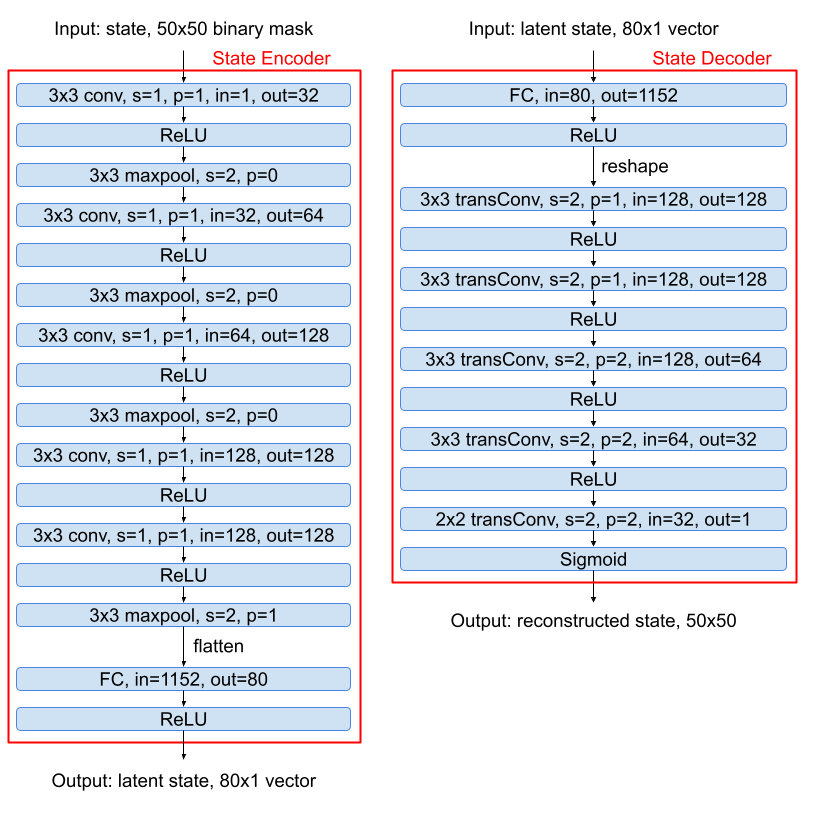 Input: state, 50x50 binary mask
State Encoder
3x3 conv, s=1, p=1, in=1, out=32
ReLU
3x3 maxpool, s=2, p=0
3x3 conv, s=1, p=1, in=32, out=64
ReLU
3x3 maxpool, s=2, p=0
3x3 conv, s=1, p=1, in=64, out=128
ReLU
3x3 maxpool, s=2, p=0
3x3 conv, s=1, p=1, in=128, out=128
ReLU
3x3 conv, s=1, p=1, in=128, out=128
ReLU
3x3 maxpool, s=2, p=1
flatten
FC, in=1152, out=80
ReLU
Output: latent state, 80x1 vector
Input: latent state, 80x1 vector
State Decoder
FC, in=80, out=1152
ReLU
reshape
3x3 transConv, s=2, p=1, in=128, out=128
ReLU
3x3 transConv, s=2, p=1, in=128, out=128
ReLU
3x3 transConv, s=2, p=2, in=128, out=64
ReLU
3x3 transConv, s=2, p=2, in=64, out=32
ReLU
2x2 transConv, s=2, p=2, in=32, out=1
Sigmoid
Output: reconstructed state, 50x50